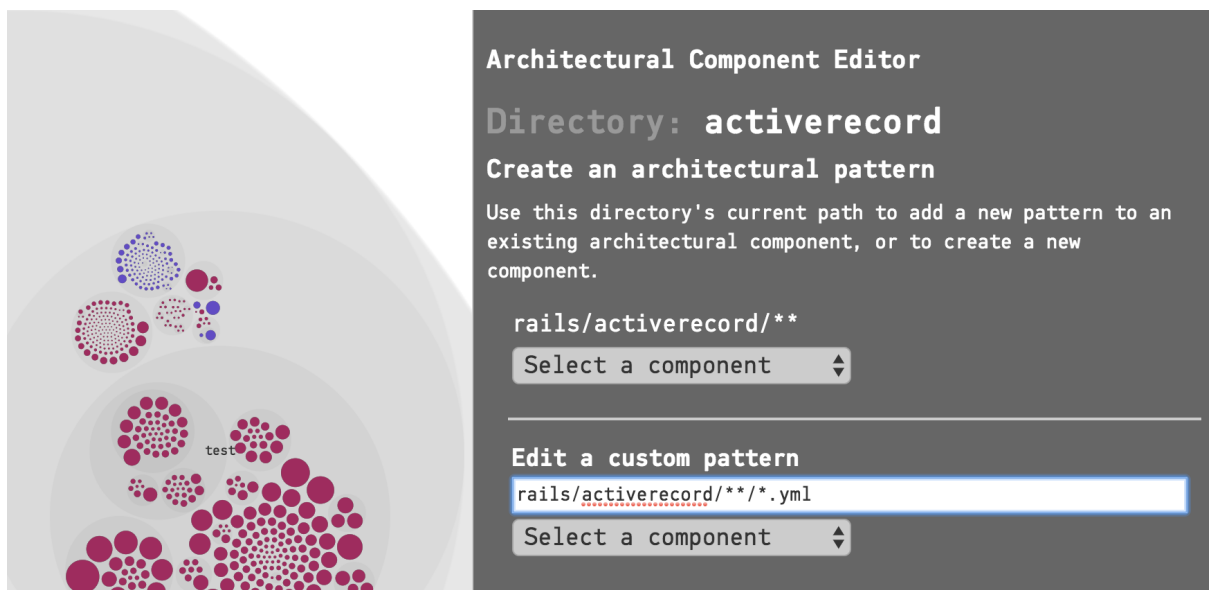 Architectural Component Editor
Directory: activerecord
Create an architectural pattern
Use this directory's current path to add a new pattern to an
existing architectural component, or to create a new
component.
rails/activerecord/**
Select a component
Edit a custom pattern
rails/activerecord/**/*.yml
Select a component
test